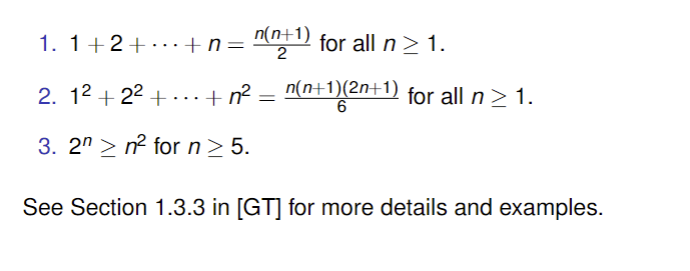 1. 1 + 2 + ··· + n = n(n+1)/2 for all n ≥ 1.
2. 1² + 2² + ··· + n² = n(n+1)(2n+1)/6 for all n ≥ 1.
3. 2ⁿ ≥ n² for n ≥ 5.
See Section 1.3.3 in [GT] for more details and examples.